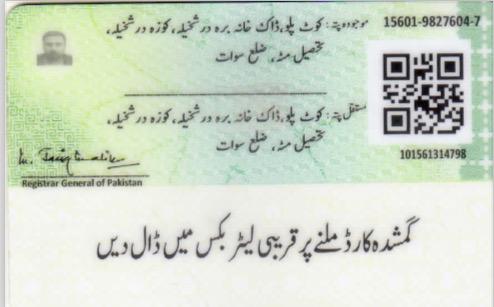 15601-9827604-7
موجودہ پتہ: کوٹ پلو،ڈاک خانہ برہ درشخیلہ، کوزہ درشخیلہ،
تحصیل مٹہ، ضلع سوات
مستقل پتہ: کوٹ پلو،ڈاک خانہ برہ درشخیلہ، کوزہ درشخیلہ،
تحصیل مٹہ، ضلع سوات
101561314798
Registrar General of Pakistan
گمشدہ کارڈ ملنے پر قریبی لیٹر بکس میں ڈال دیں